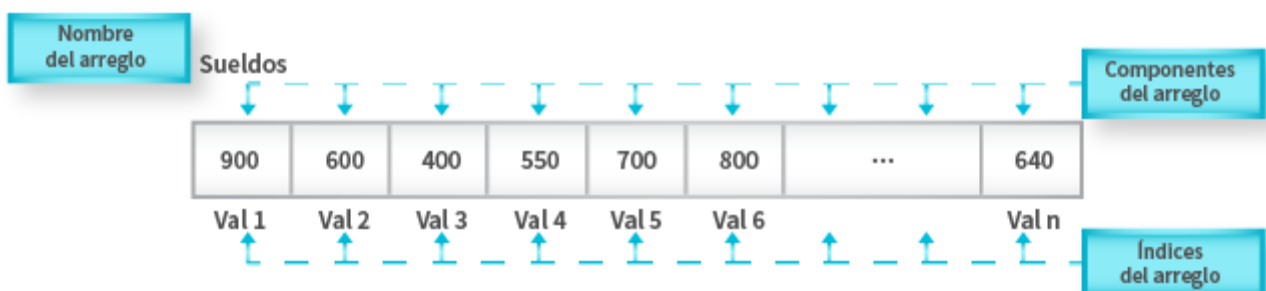 Nombre
del arreglo
Sueldos
Componentes
del arreglo
900 600 400 550 700 800 ... 640
Val 1 Val 2 Val 3 Val 4 Val 5 Val 6 Val n
Índices
del arreglo